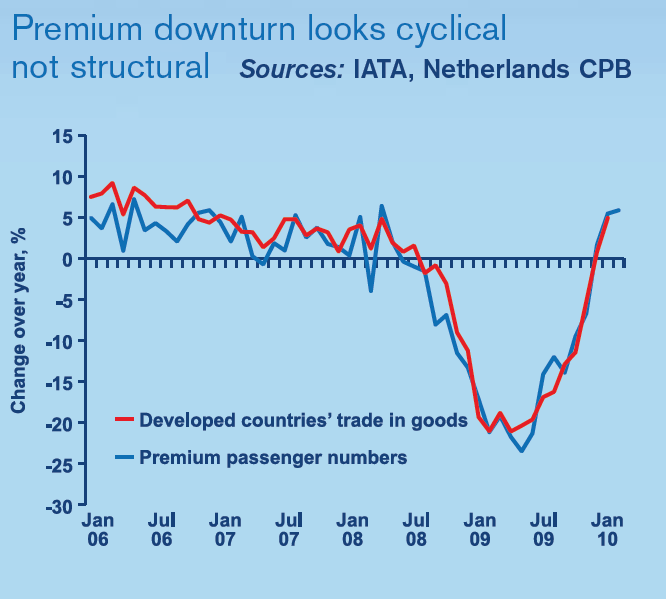 Premium downturn looks cyclical
not structural Sources: IATA, Netherlands CPB
15
10
5
0
-5
-10
-15
-20
-25
-30
Change over year, %
Developed countries' trade in goods
Premium passenger numbers
Jan Jul Jan Jul Jan Jul Jan Jul Jan
06 06 07 07 08 08 09 09 10